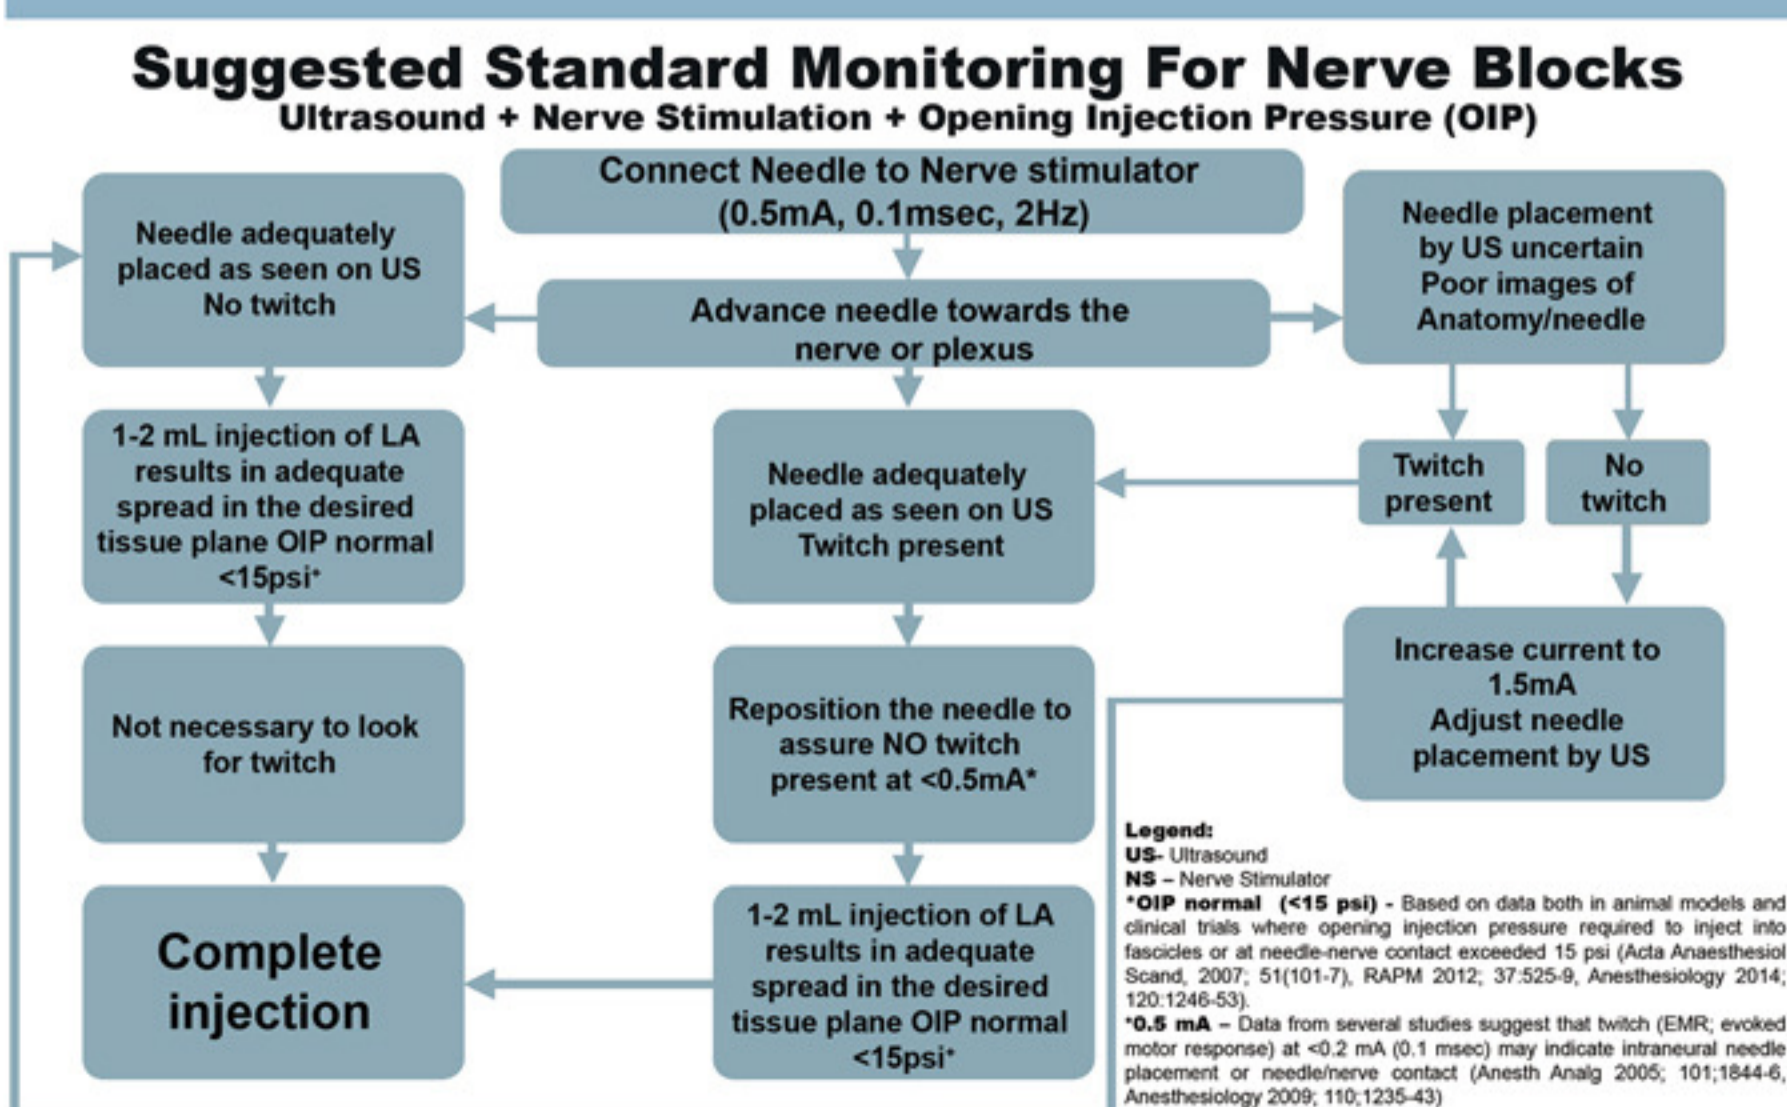 Suggested Standard Monitoring For Nerve Blocks
Ultrasound + Nerve Stimulation + Opening Injection Pressure (OIP)
Connect Needle to Nerve stimulator
(0.5mA, 0.1msec, 2Hz)
Advance needle towards the
nerve or plexus
Needle adequately
placed as seen on US
No twitch
1-2 mL injection of LA
results in adequate
spread in the desired
tissue plane OIP normal
<15psi*
Not necessary to look
for twitch
Complete
injection
Needle adequately
placed as seen on US
Twitch present
Reposition the needle to
assure NO twitch
present at <0.5mA*
1-2 mL injection of LA
results in adequate
spread in the desired
tissue plane OIP normal
<15psi*
Needle placement
by US uncertain
Poor images of
Anatomy/needle
Twitch
present
No
twitch
Increase current to
1.5mA
Adjust needle
placement by US
Legend:
US- Ultrasound
NS – Nerve Stimulator
*OIP normal (<15 psi) - Based on data both in animal models and
clinical trials where opening injection pressure required to inject into
fascicles or at needle-nerve contact exceeded 15 psi (Acta Anaesthesiol
Scand, 2007; 51(101-7), RAPM 2012; 37:525-9, Anesthesiology 2014;
120:1246-53).
*0.5 mA – Data from several studies suggest that twitch (EMR; evoked
motor response) at <0.2 mA (0.1 msec) may indicate intraneural needle
placement or needle/nerve contact (Anesth Analg 2005; 101;1844-6,
Anesthesiology 2009; 110;1235-43)